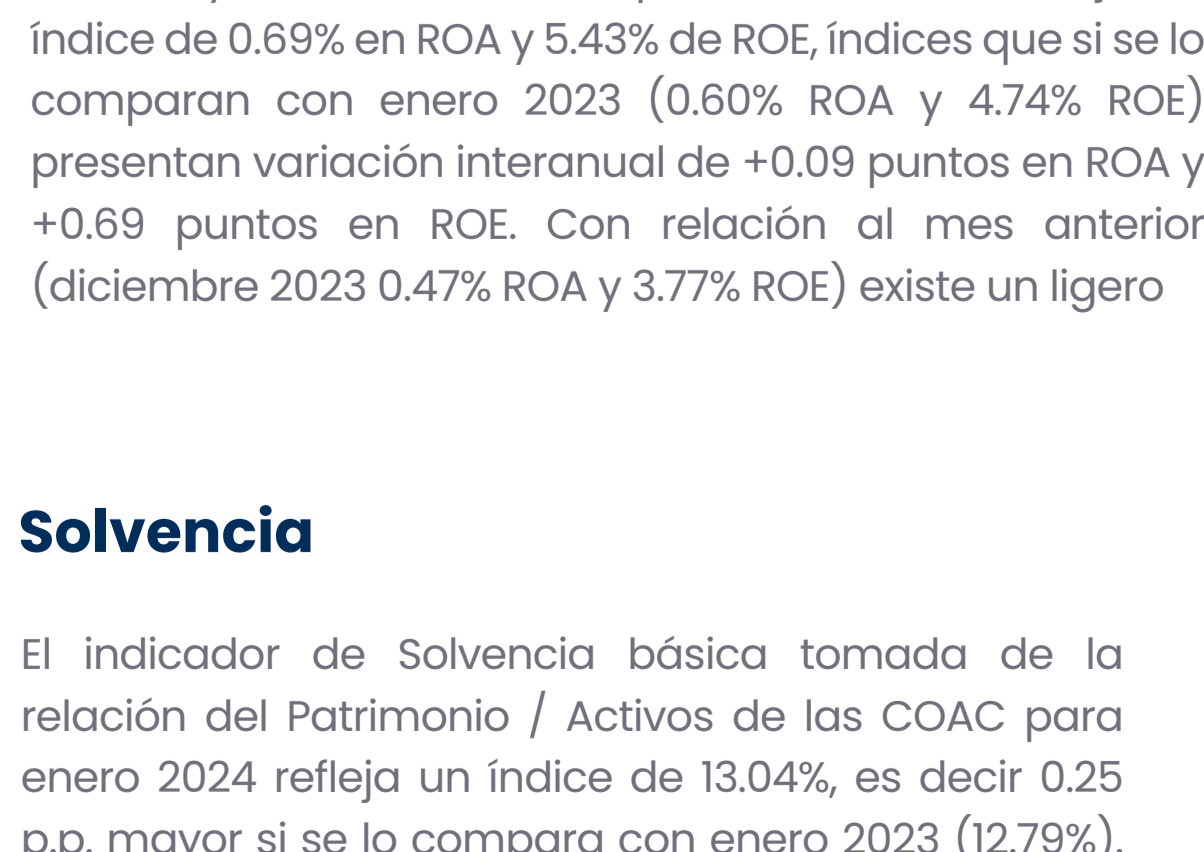 índice de 0.69% en ROA y 5.43% de ROE, índices que si se lo
comparan con enero 2023 (0.60% ROA y 4.74% ROE)
presentan variación interanual de +0.09 puntos en ROA y
+0.69 puntos en ROE. Con relación al mes anterior
(diciembre 2023 0.47% ROA y 3.77% ROE) existe un ligero
Solvencia
El indicador de Solvencia básica tomada de la
relación del Patrimonio / Activos de las COAC para
enero 2024 refleja un índice de 13.04%, es decir 0.25
p.p. mayor si se lo compara con enero 2023 (12.79%).